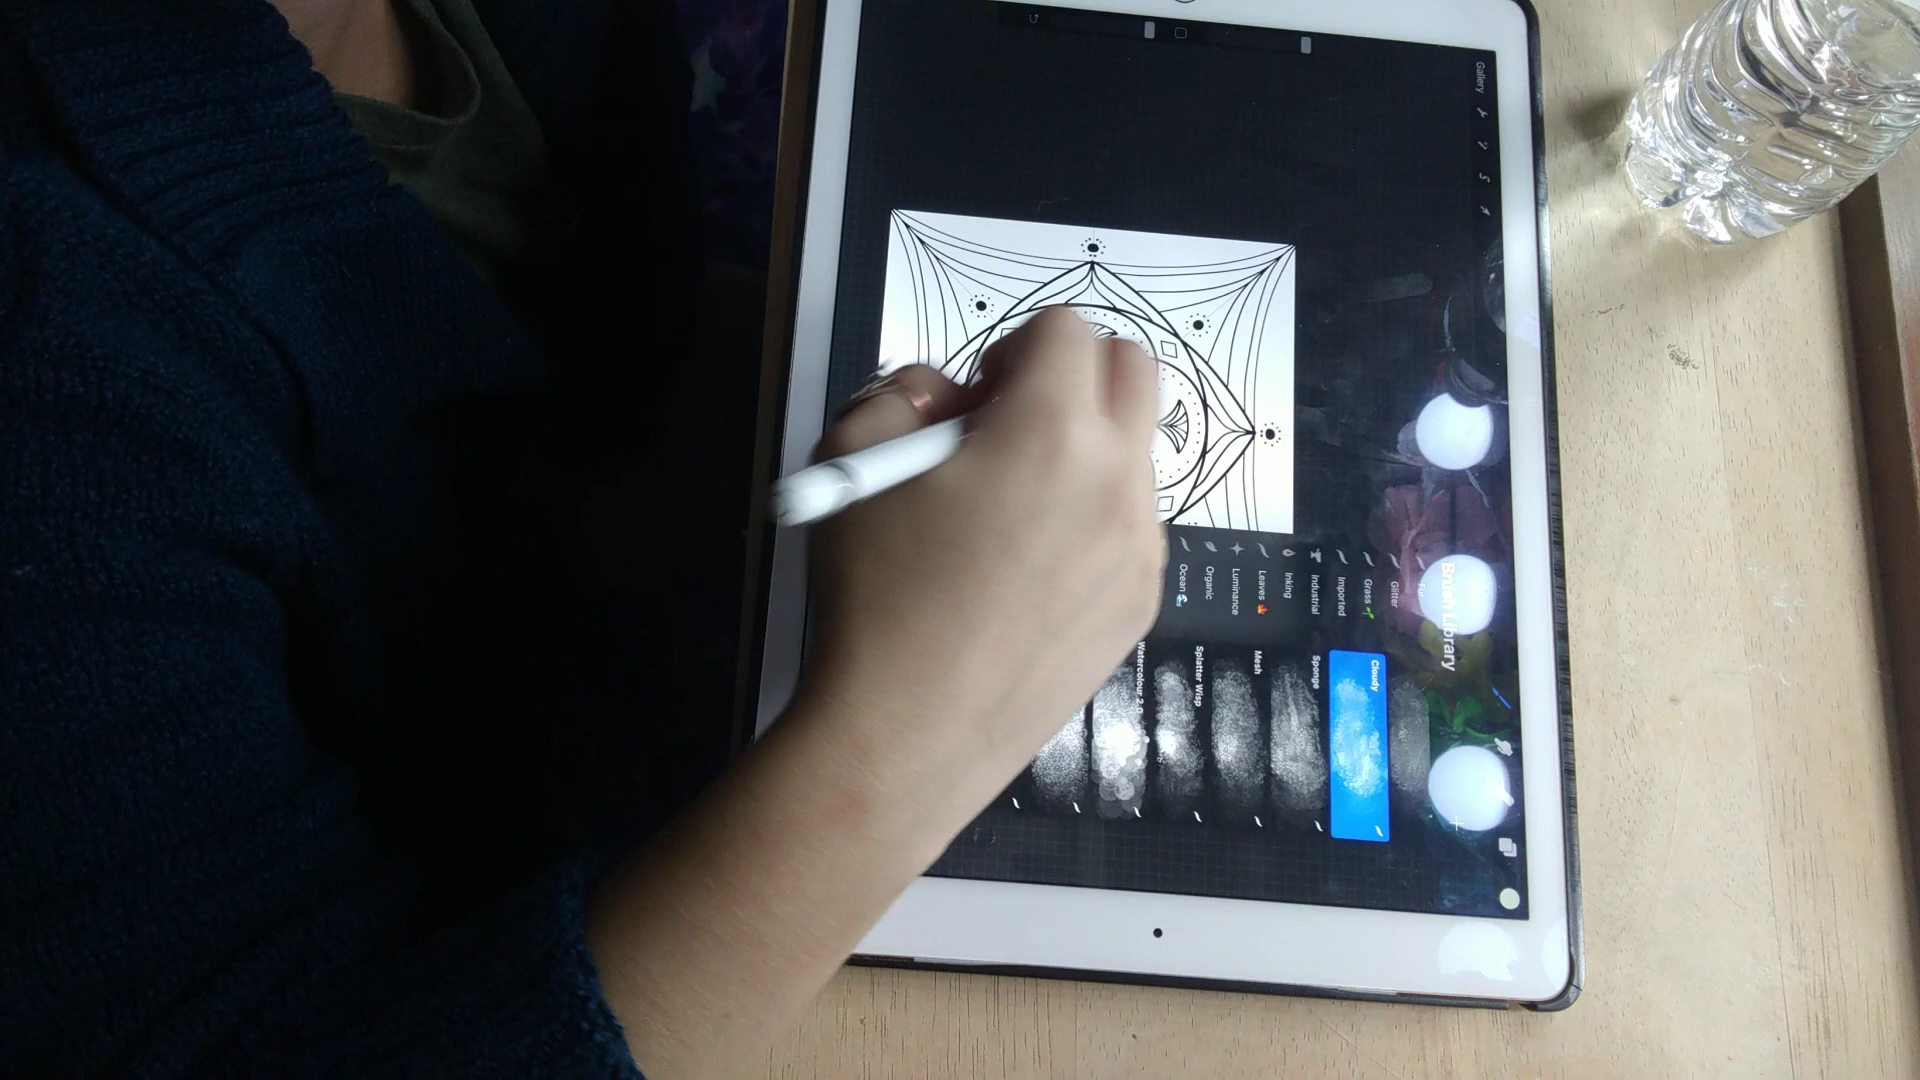 Gallery
Brush Library
Fur
Glitter
Grass 🌱
Imported
Industrial
Inking
Leaves 🍁
Luminance
Organic
Ocean 🌊
Cloudy
Sponge
Mesh
Splatter Wisp
Watercolour 2.0